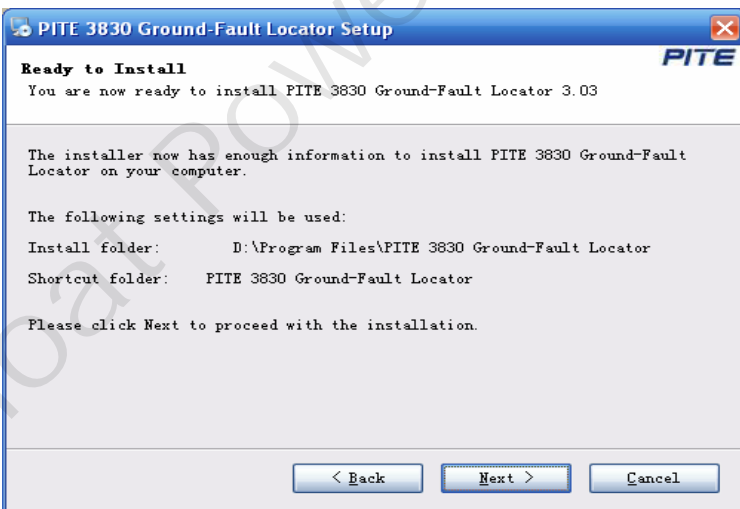 PITE 3830 Ground-Fault Locator Setup
PITE
Ready to Install
You are now ready to install PITE 3830 Ground-Fault Locator 3.03
The installer now has enough information to install PITE 3830 Ground-Fault
Locator on your computer.
The following settings will be used:
Install folder: D:\Program Files\PITE 3830 Ground-Fault Locator
Shortcut folder: PITE 3830 Ground-Fault Locator
Please click Next to proceed with the installation.
< Back Next > Cancel